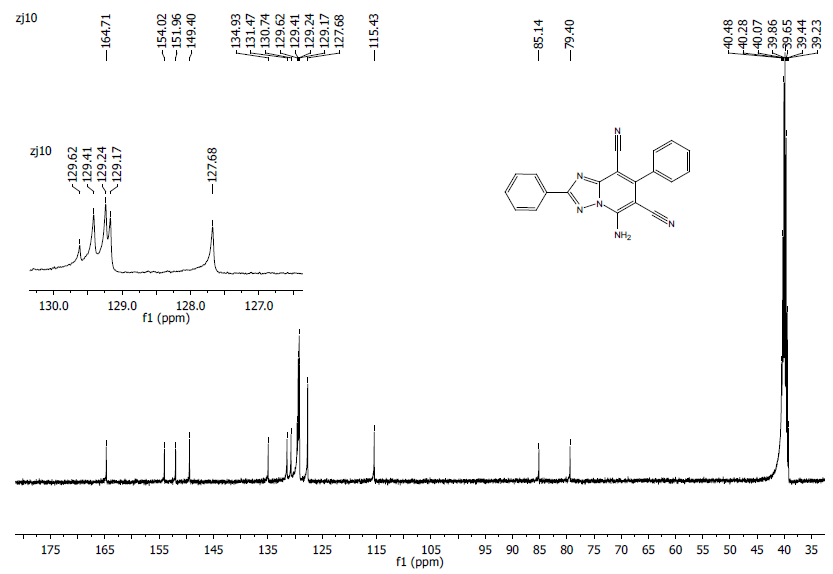 zj10
164.71
154.02
151.96
149.40
134.93
131.47
130.74
129.62
129.41
129.24
129.17
127.68
115.43
85.14
79.40
40.48
40.28
40.07
39.86
39.65
39.44
39.23
zj10
129.62
129.41
129.24
129.17
127.68
130.0 129.0 128.0 127.0
f1 (ppm)
N
N
N
N
N
NH2
175 165 155 145 135 125 115 105 95 90 85 80 75 70 65 60 55 50 45 40 35
f1 (ppm)